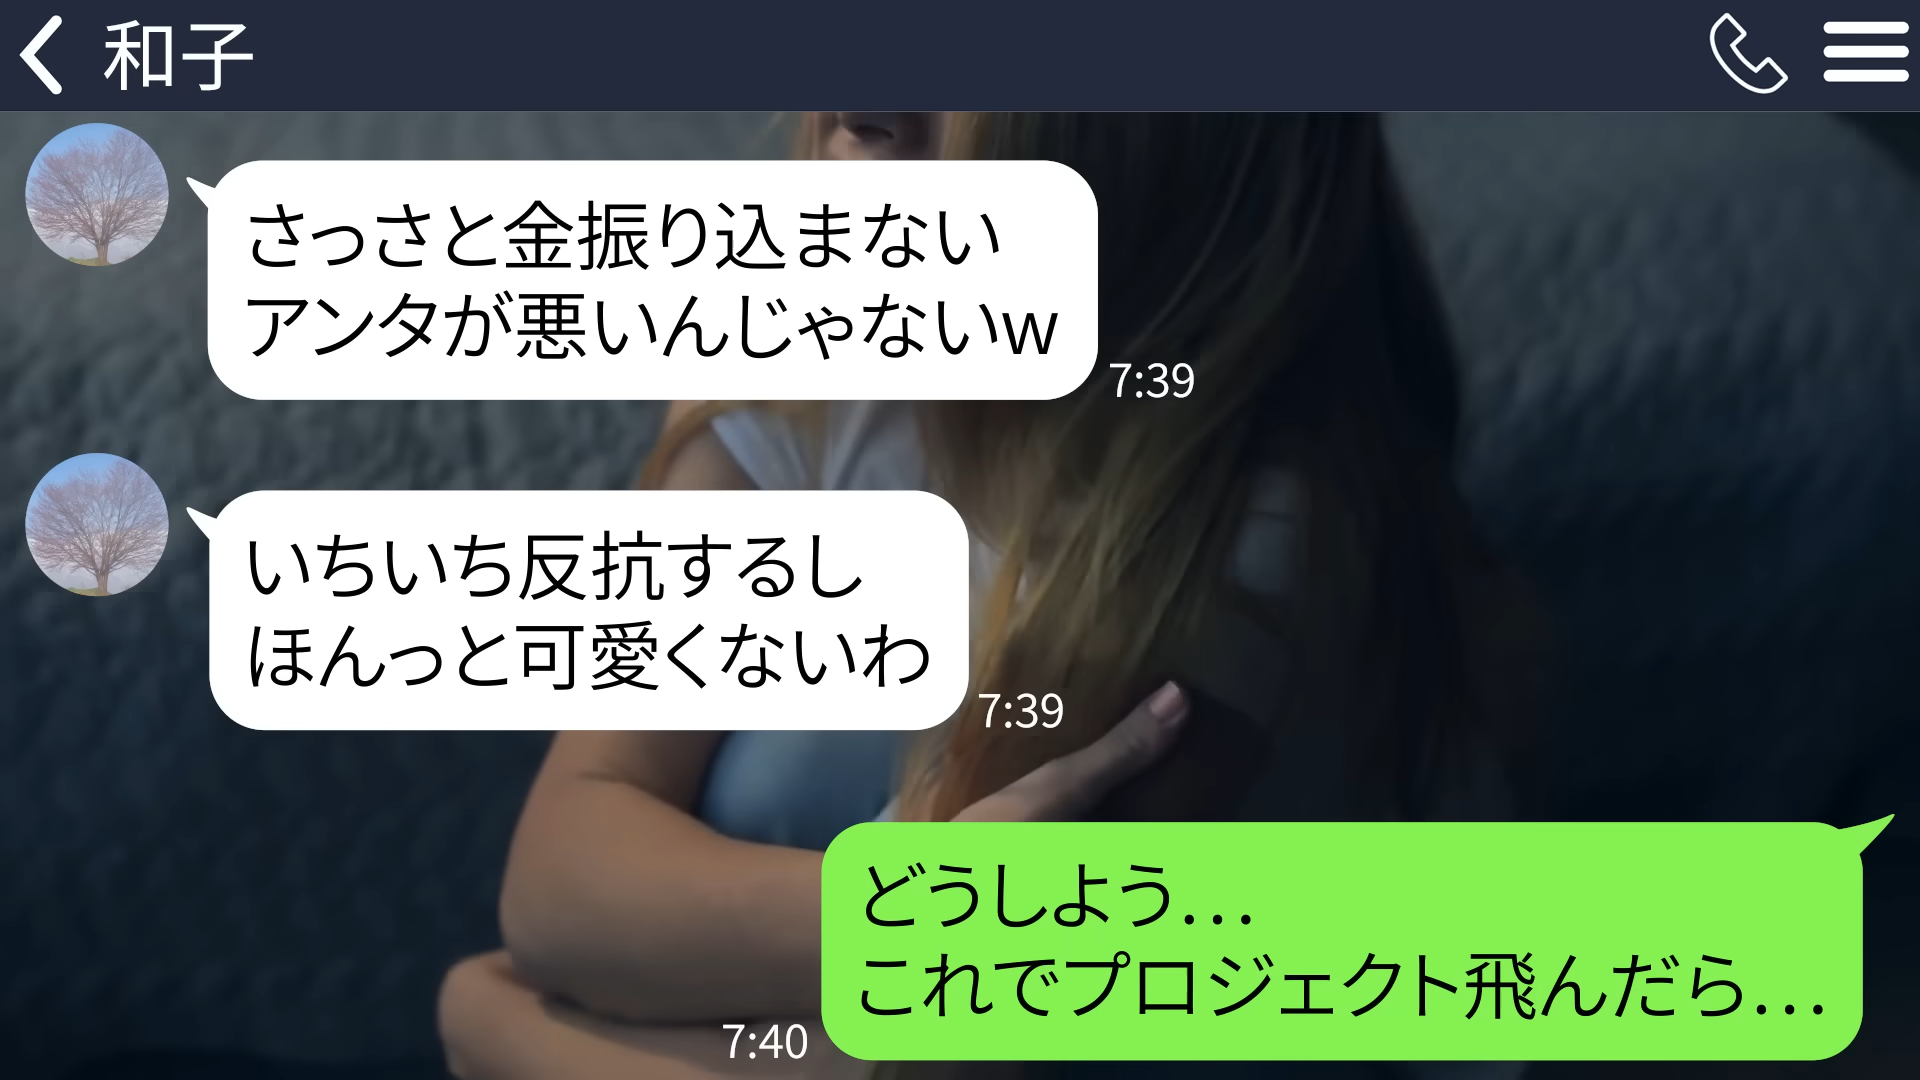 和子
さっさと金振り込まない
アンタが悪いんじゃないw
7:39
いちいち反抗するし
ほんっと可愛くないわ
7:39
どうしよう…
これでプロジェクト飛んだら…
7:40